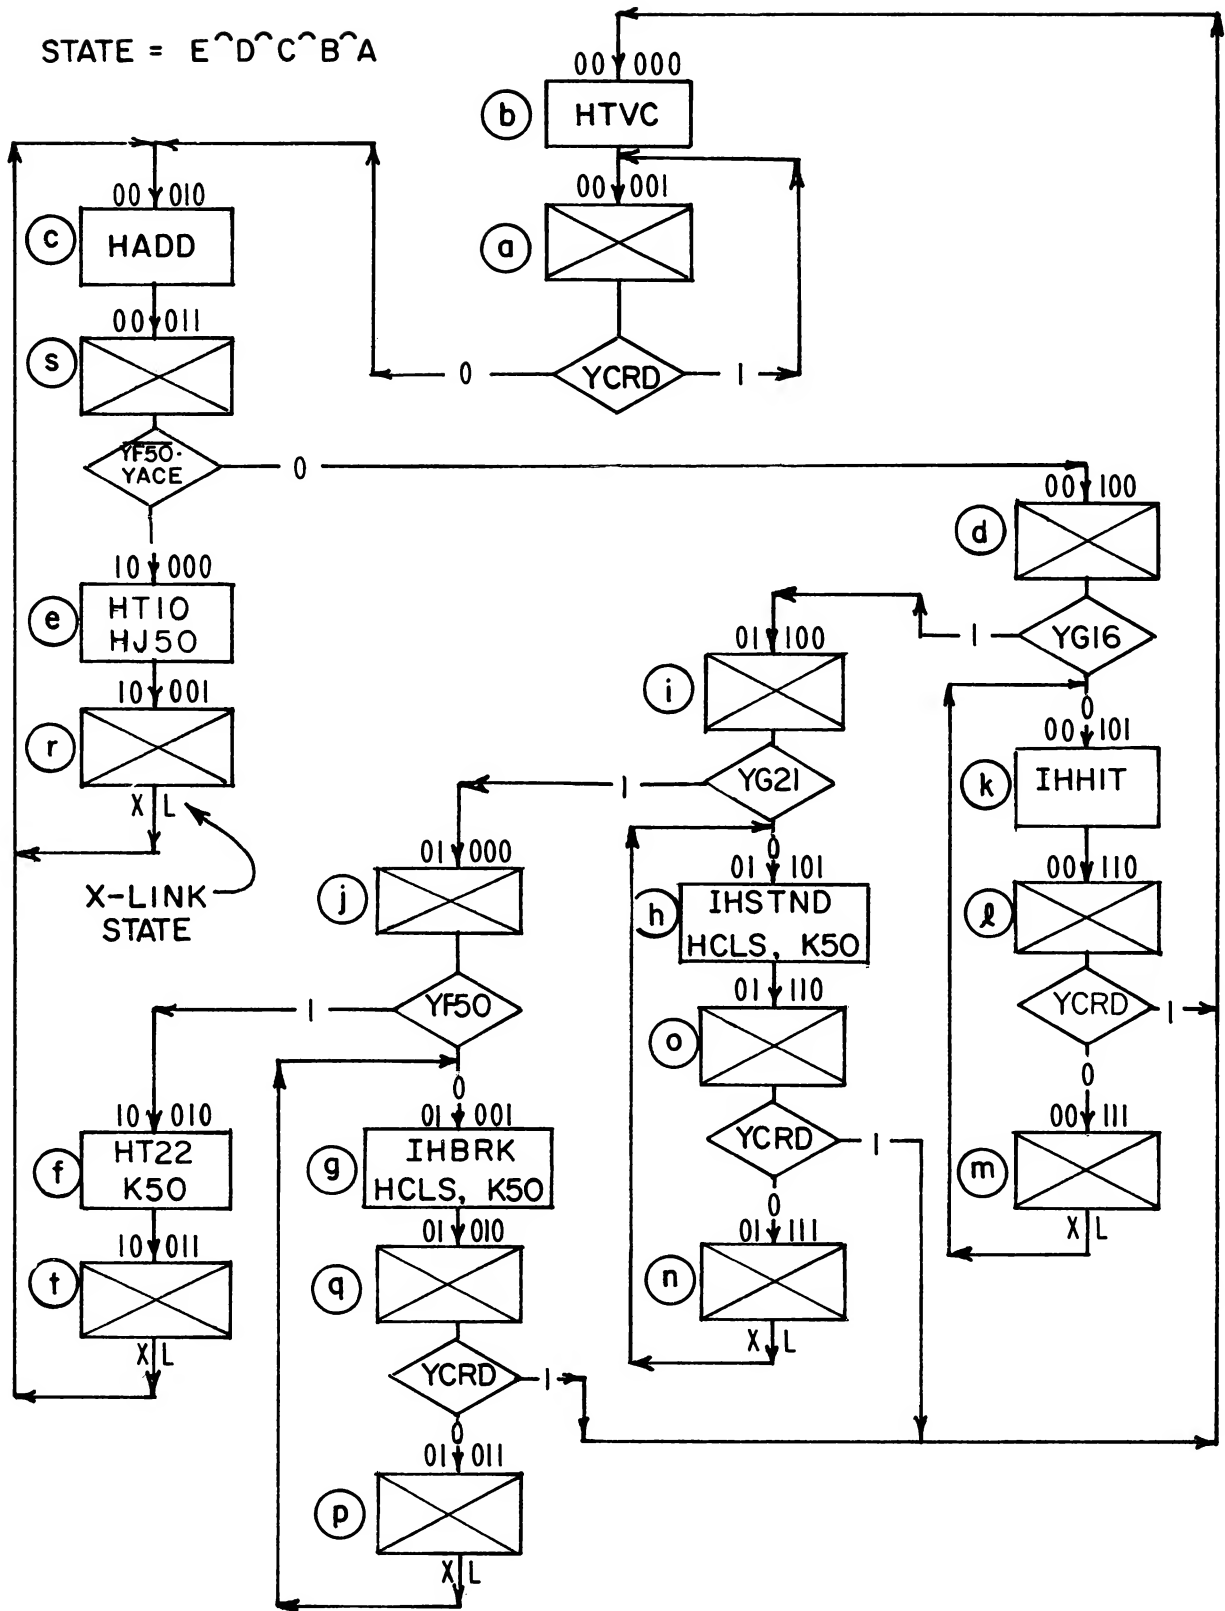 STATE = E^D^C^B^A
00 000
b
HTVC
00 001
a
YCRD
0
1
00 010
c
HADD
00 011
s
YF50·
YACE
0
10 000
e
HT10
HJ50
10 001
r
X L
X-LINK
STATE
00 100
d
YG16
1
0
01 100
i
YG21
1
0
00 101
k
IHHIT
00 110
l
YCRD
1
0
00 111
m
X L
01 000
j
YF50
1
0
01 101
h
IHSTND
HCLS, K50
01 110
o
YCRD
1
0
01 111
n
X L
10 010
f
HT22
K50
10 011
t
X L
01 001
g
IHBRK
HCLS, K50
01 010
q
YCRD
1
0
01 011
p
X L